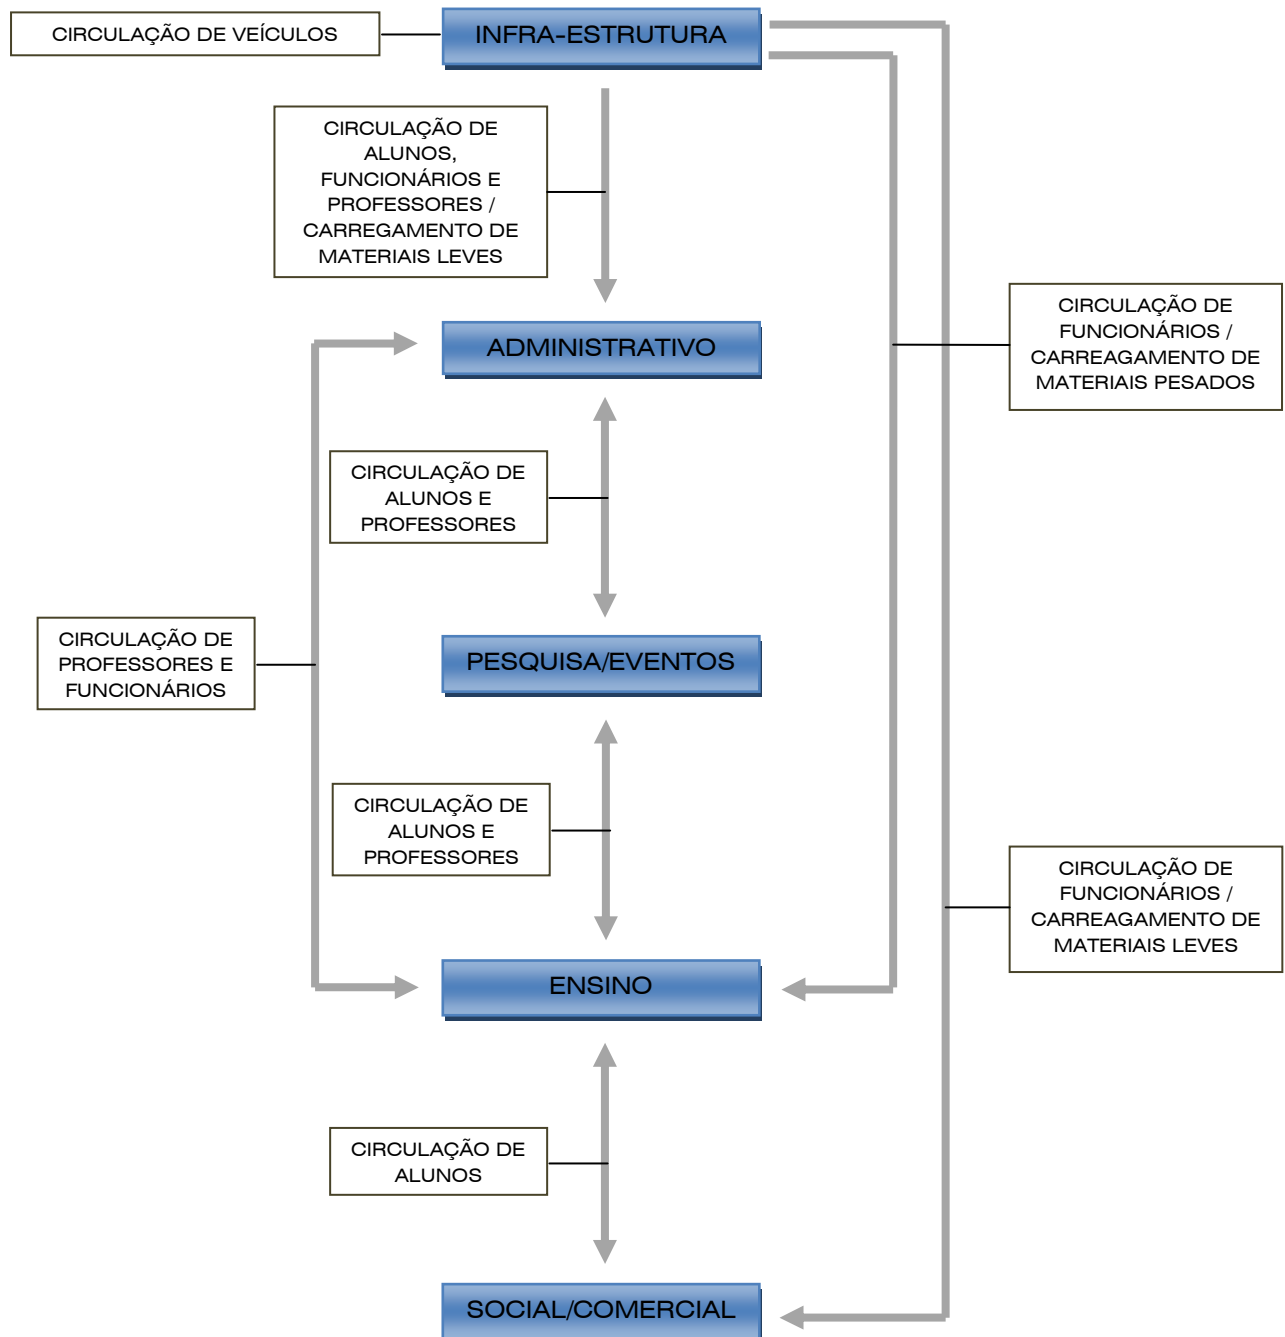 CIRCULAÇÃO DE VEÍCULOS
INFRA-ESTRUTURA
CIRCULAÇÃO DE
ALUNOS,
FUNCIONÁRIOS E
PROFESSORES /
CARREGAMENTO DE
MATERIAIS LEVES
CIRCULAÇÃO DE
FUNCIONÁRIOS /
CARREAGAMENTO DE
MATERIAIS PESADOS
ADMINISTRATIVO
CIRCULAÇÃO DE
ALUNOS E
PROFESSORES
CIRCULAÇÃO DE
PROFESSORES E
FUNCIONÁRIOS
PESQUISA/EVENTOS
CIRCULAÇÃO DE
ALUNOS E
PROFESSORES
CIRCULAÇÃO DE
FUNCIONÁRIOS /
CARREAGAMENTO DE
MATERIAIS LEVES
ENSINO
CIRCULAÇÃO DE
ALUNOS
SOCIAL/COMERCIAL